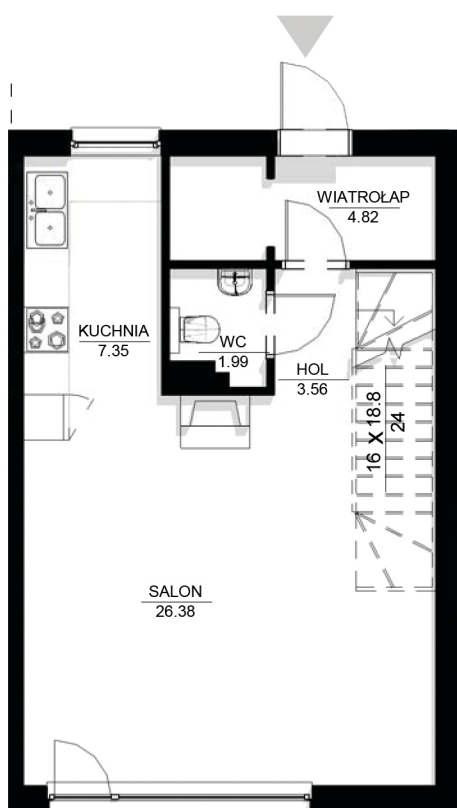 WIATROŁAP
4.82
KUCHNIA
7.35
WC
1.99
HOL
3.56
16 X 18.8
24
SALON
26.38